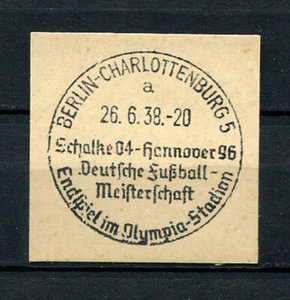 BERLIN-CHARLOTTENBURG 5
a
26.6.38.-20
Schalke 04-Hannover 96
Deutsche Fußball-
Meisterschaft
Endspiel im Olympia-Stadion